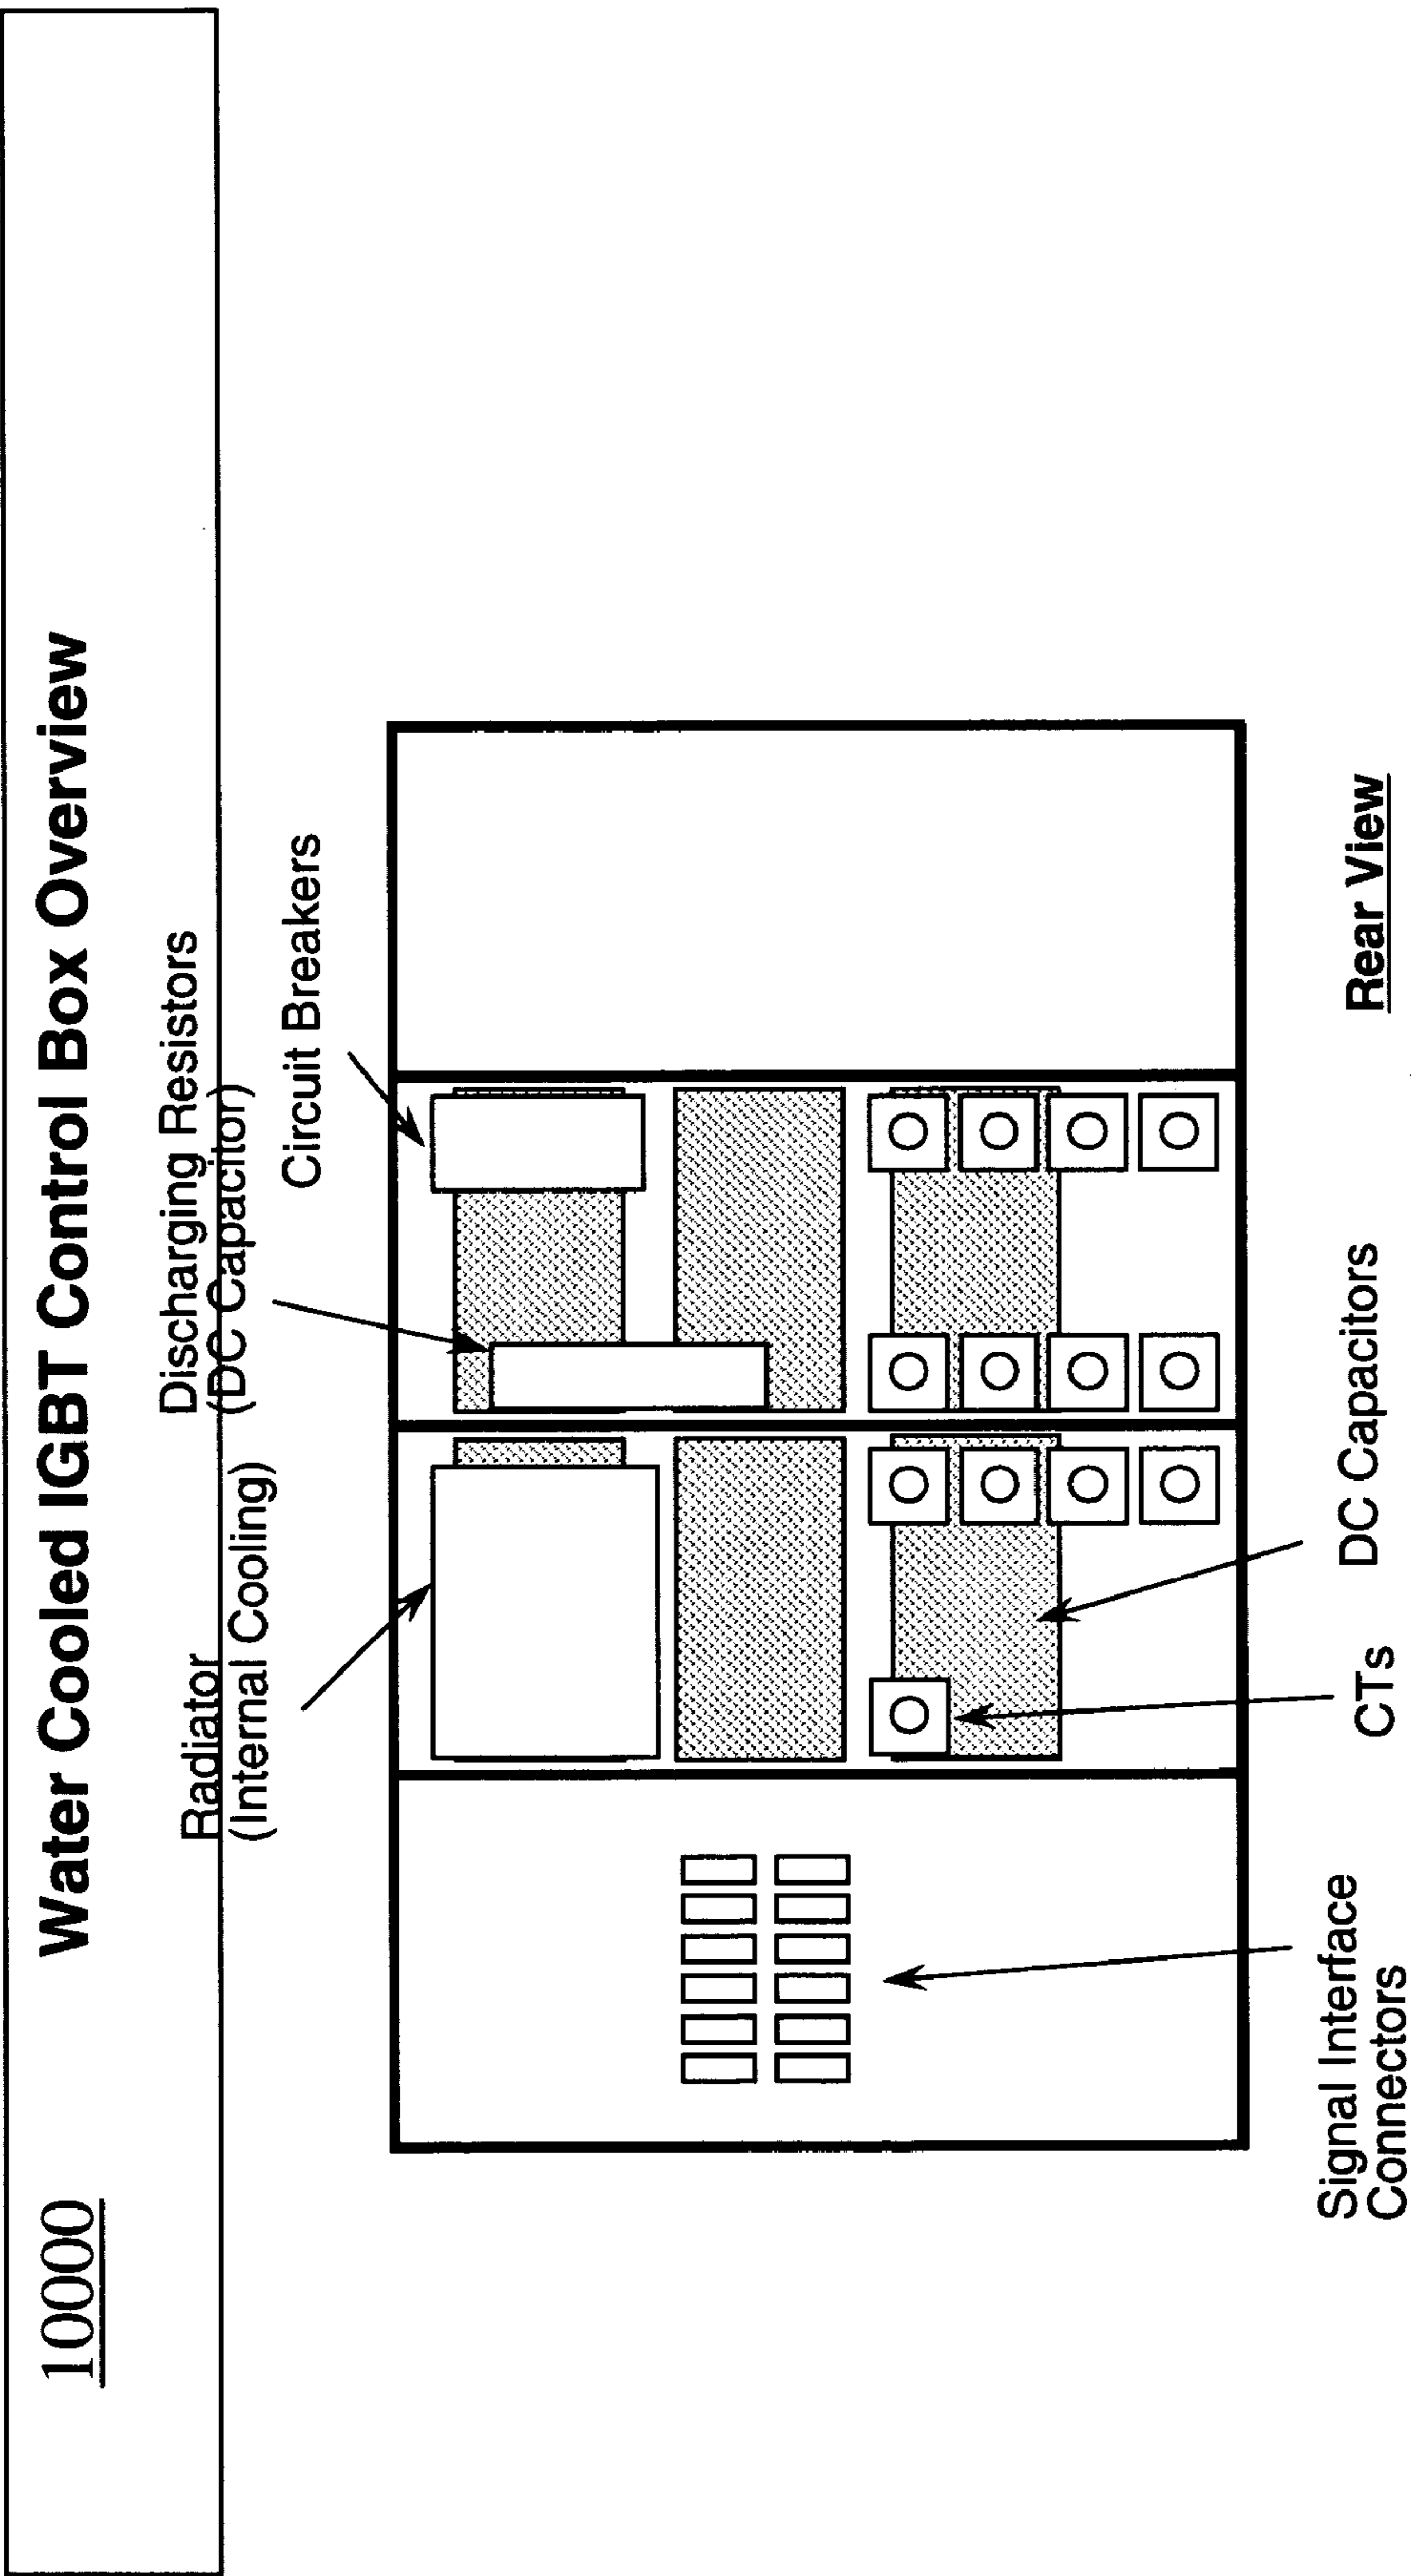 10000
Water Cooled IGBT Control Box Overview
Radiator
(Internal Cooling)
Discharging Resistors
(DC Capacitor)
Circuit Breakers
Signal Interface
Connectors
CTs
DC Capacitors
Rear View